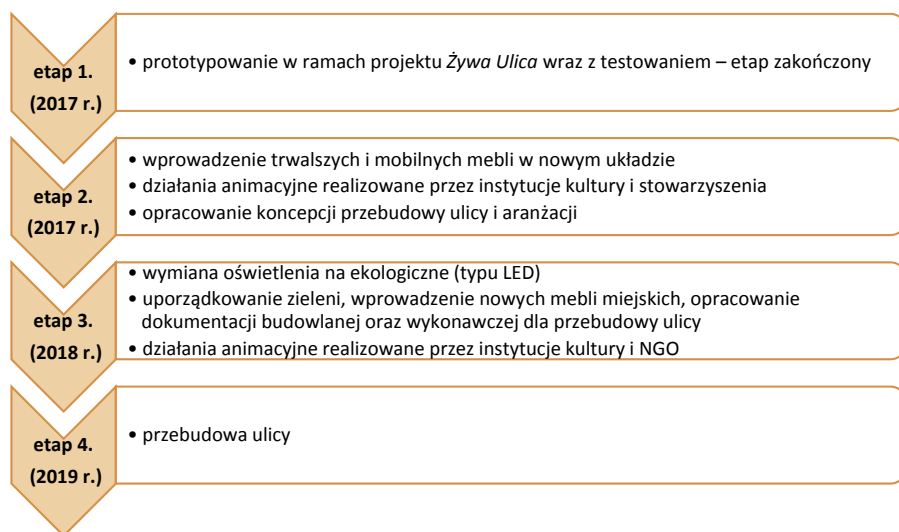 etap 1.
(2017 r.)
• prototypowanie w ramach projektu Żywa Ulica wraz z testowaniem – etap zakończony
etap 2.
(2017 r.)
• wprowadzenie trwalszych i mobilnych mebli w nowym układzie
• działania animacyjne realizowane przez instytucje kultury i stowarzyszenia
• opracowanie koncepcji przebudowy ulicy i aranżacji
etap 3.
(2018 r.)
• wymiana oświetlenia na ekologiczne (typu LED)
• uporządkowanie zieleni, wprowadzenie nowych mebli miejskich, opracowanie
dokumentacji budowlanej oraz wykonawczej dla przebudowy ulicy
• działania animacyjne realizowane przez instytucje kultury i NGO
etap 4.
(2019 r.)
• przebudowa ulicy